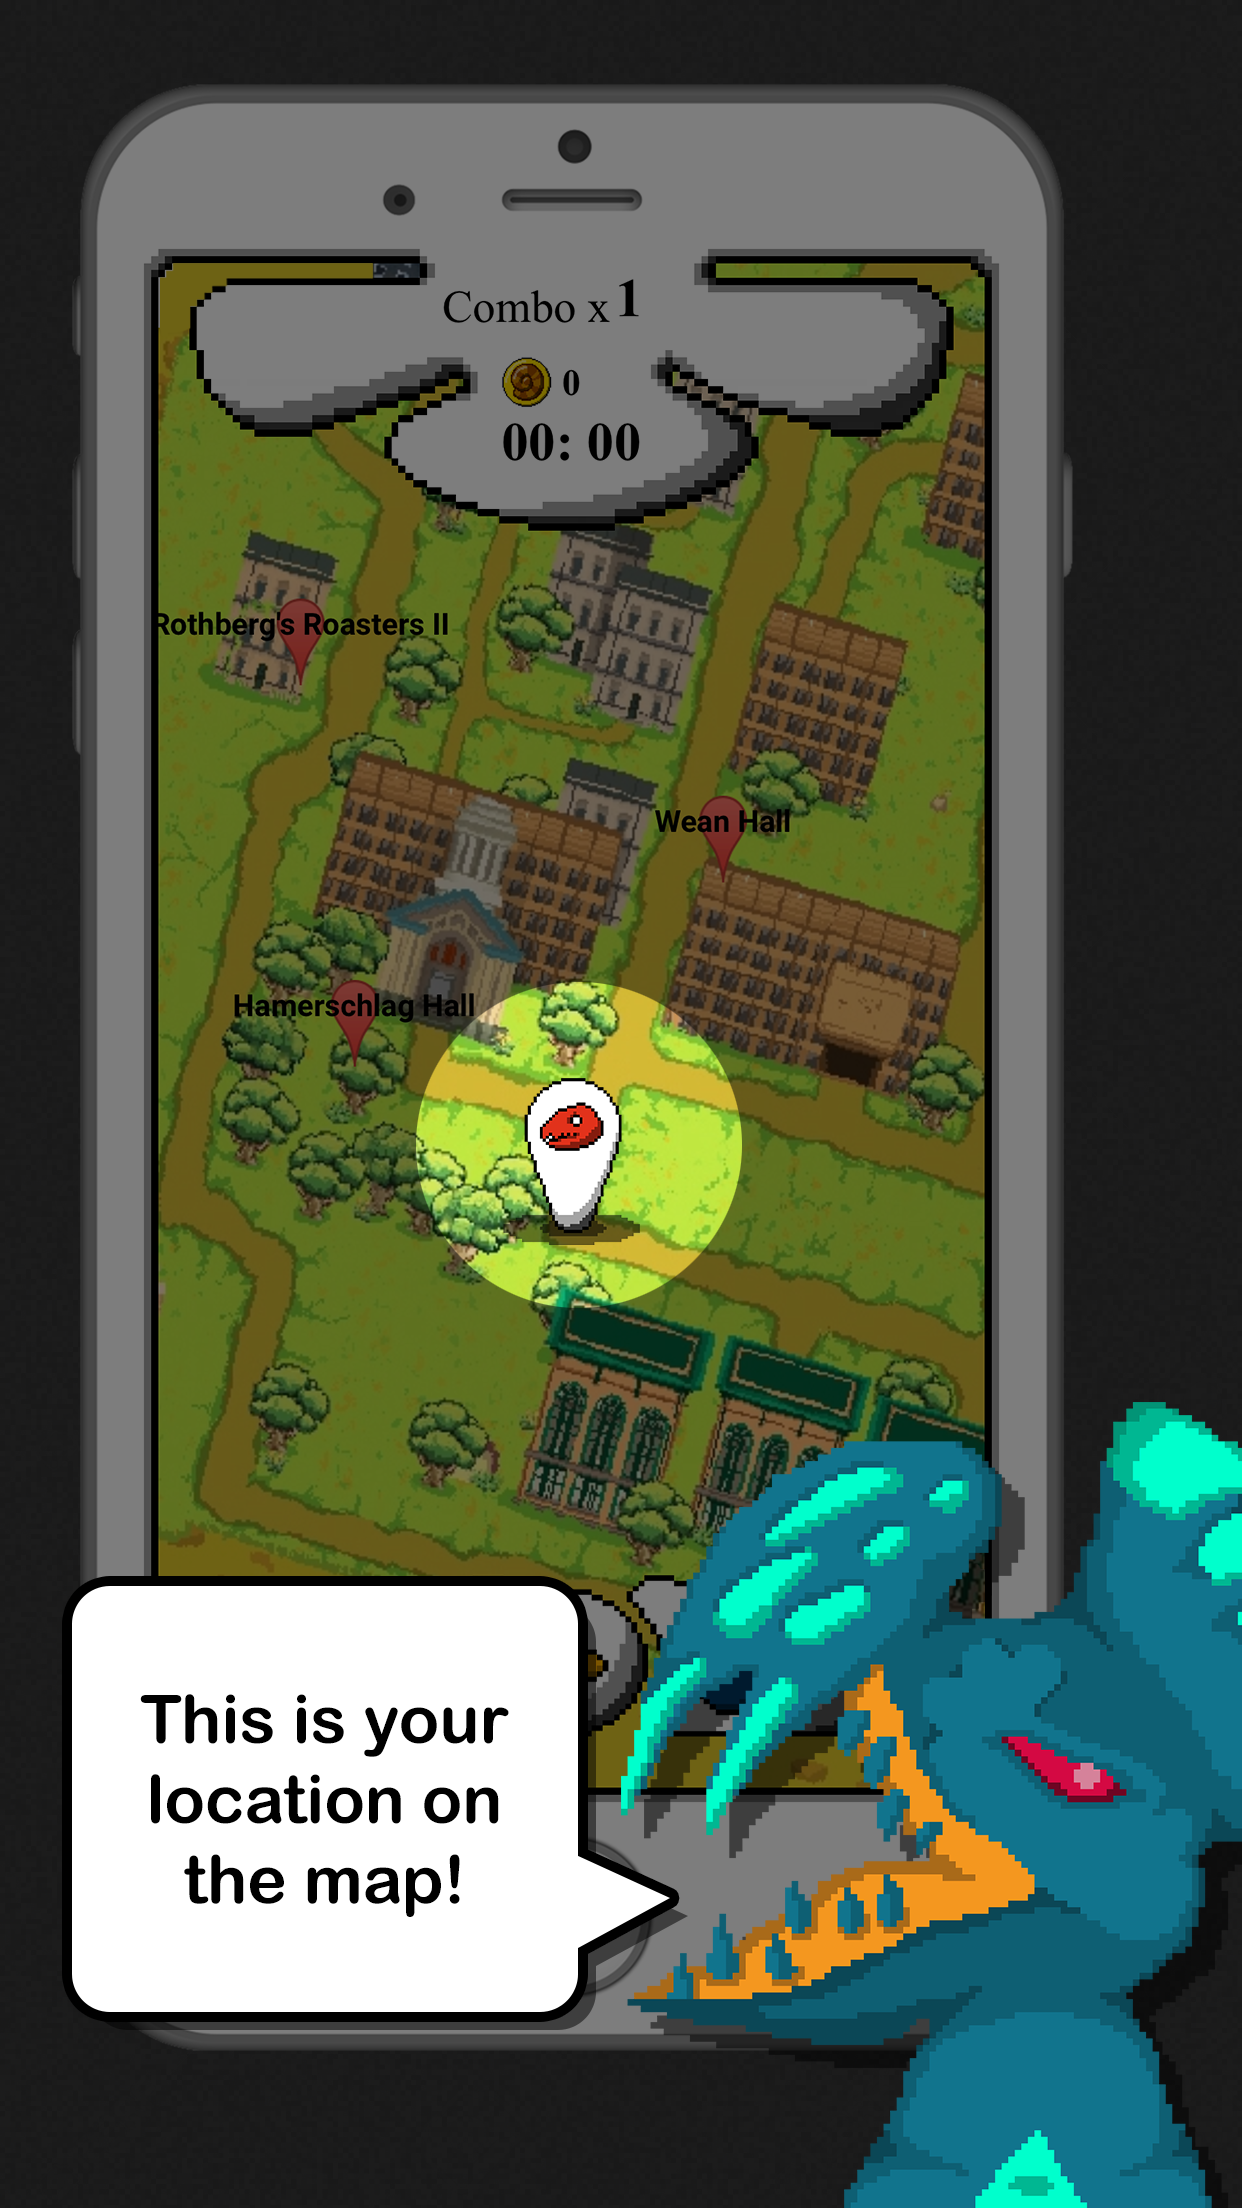 Combo x 1
0
00: 00
Rothberg's Roasters II
Wean Hall
Hamerschlag Hall
This is your
location on
the map!